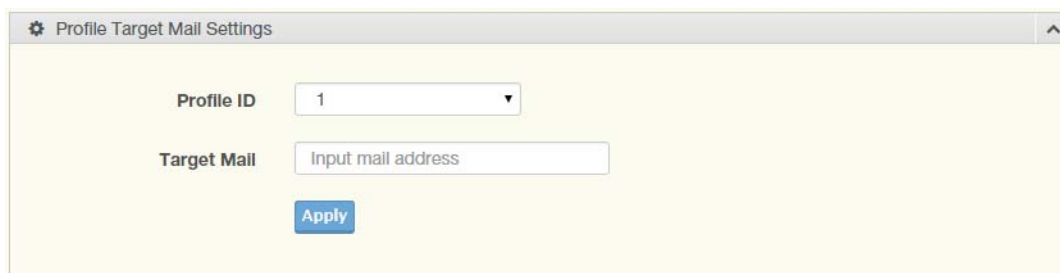 Profile Target Mail Settings
Profile ID 1
Target Mail Input mail address
Apply